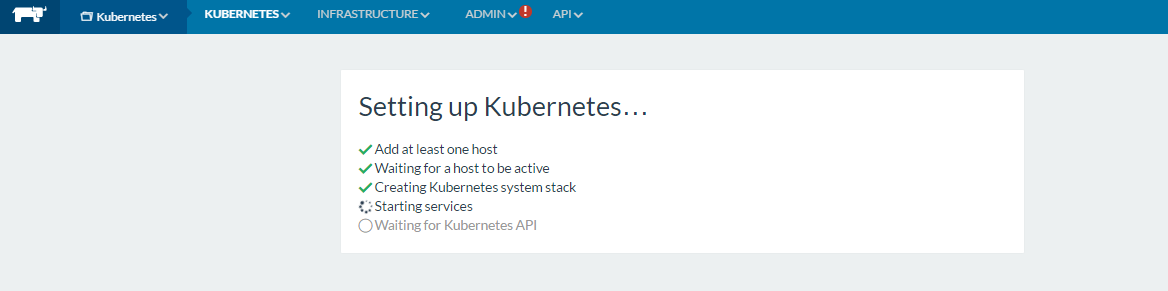 Kubernetes KUBERNETES INFRASTRUCTURE ADMIN ! API
Setting up Kubernetes...
Add at least one host
Waiting for a host to be active
Creating Kubernetes system stack
Starting services
Waiting for Kubernetes API